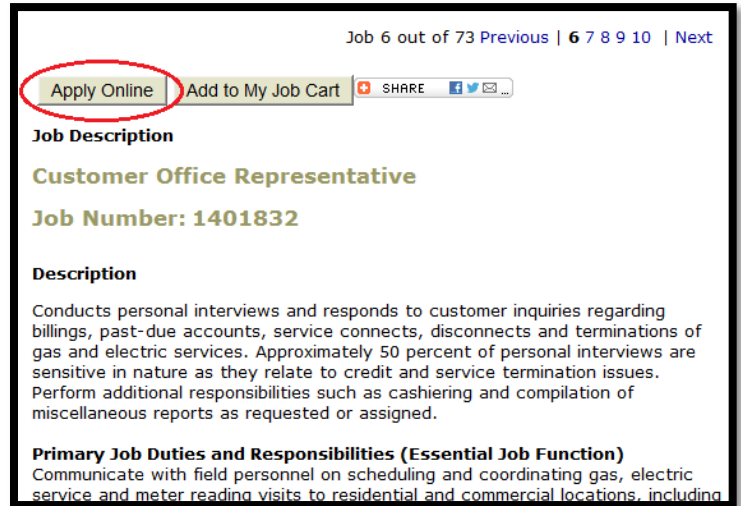 Job 6 out of 73 Previous | 6 7 8 9 10 | Next
Apply Online Add to My Job Cart SHARE ...
Job Description
Customer Office Representative
Job Number: 1401832
Description
Conducts personal interviews and responds to customer inquiries regarding
billings, past-due accounts, service connects, disconnects and terminations of
gas and electric services. Approximately 50 percent of personal interviews are
sensitive in nature as they relate to credit and service termination issues.
Perform additional responsibilities such as cashiering and compilation of
miscellaneous reports as requested or assigned.
Primary Job Duties and Responsibilities (Essential Job Function)
Communicate with field personnel on scheduling and coordinating gas, electric
service and meter reading visits to residential and commercial locations, including